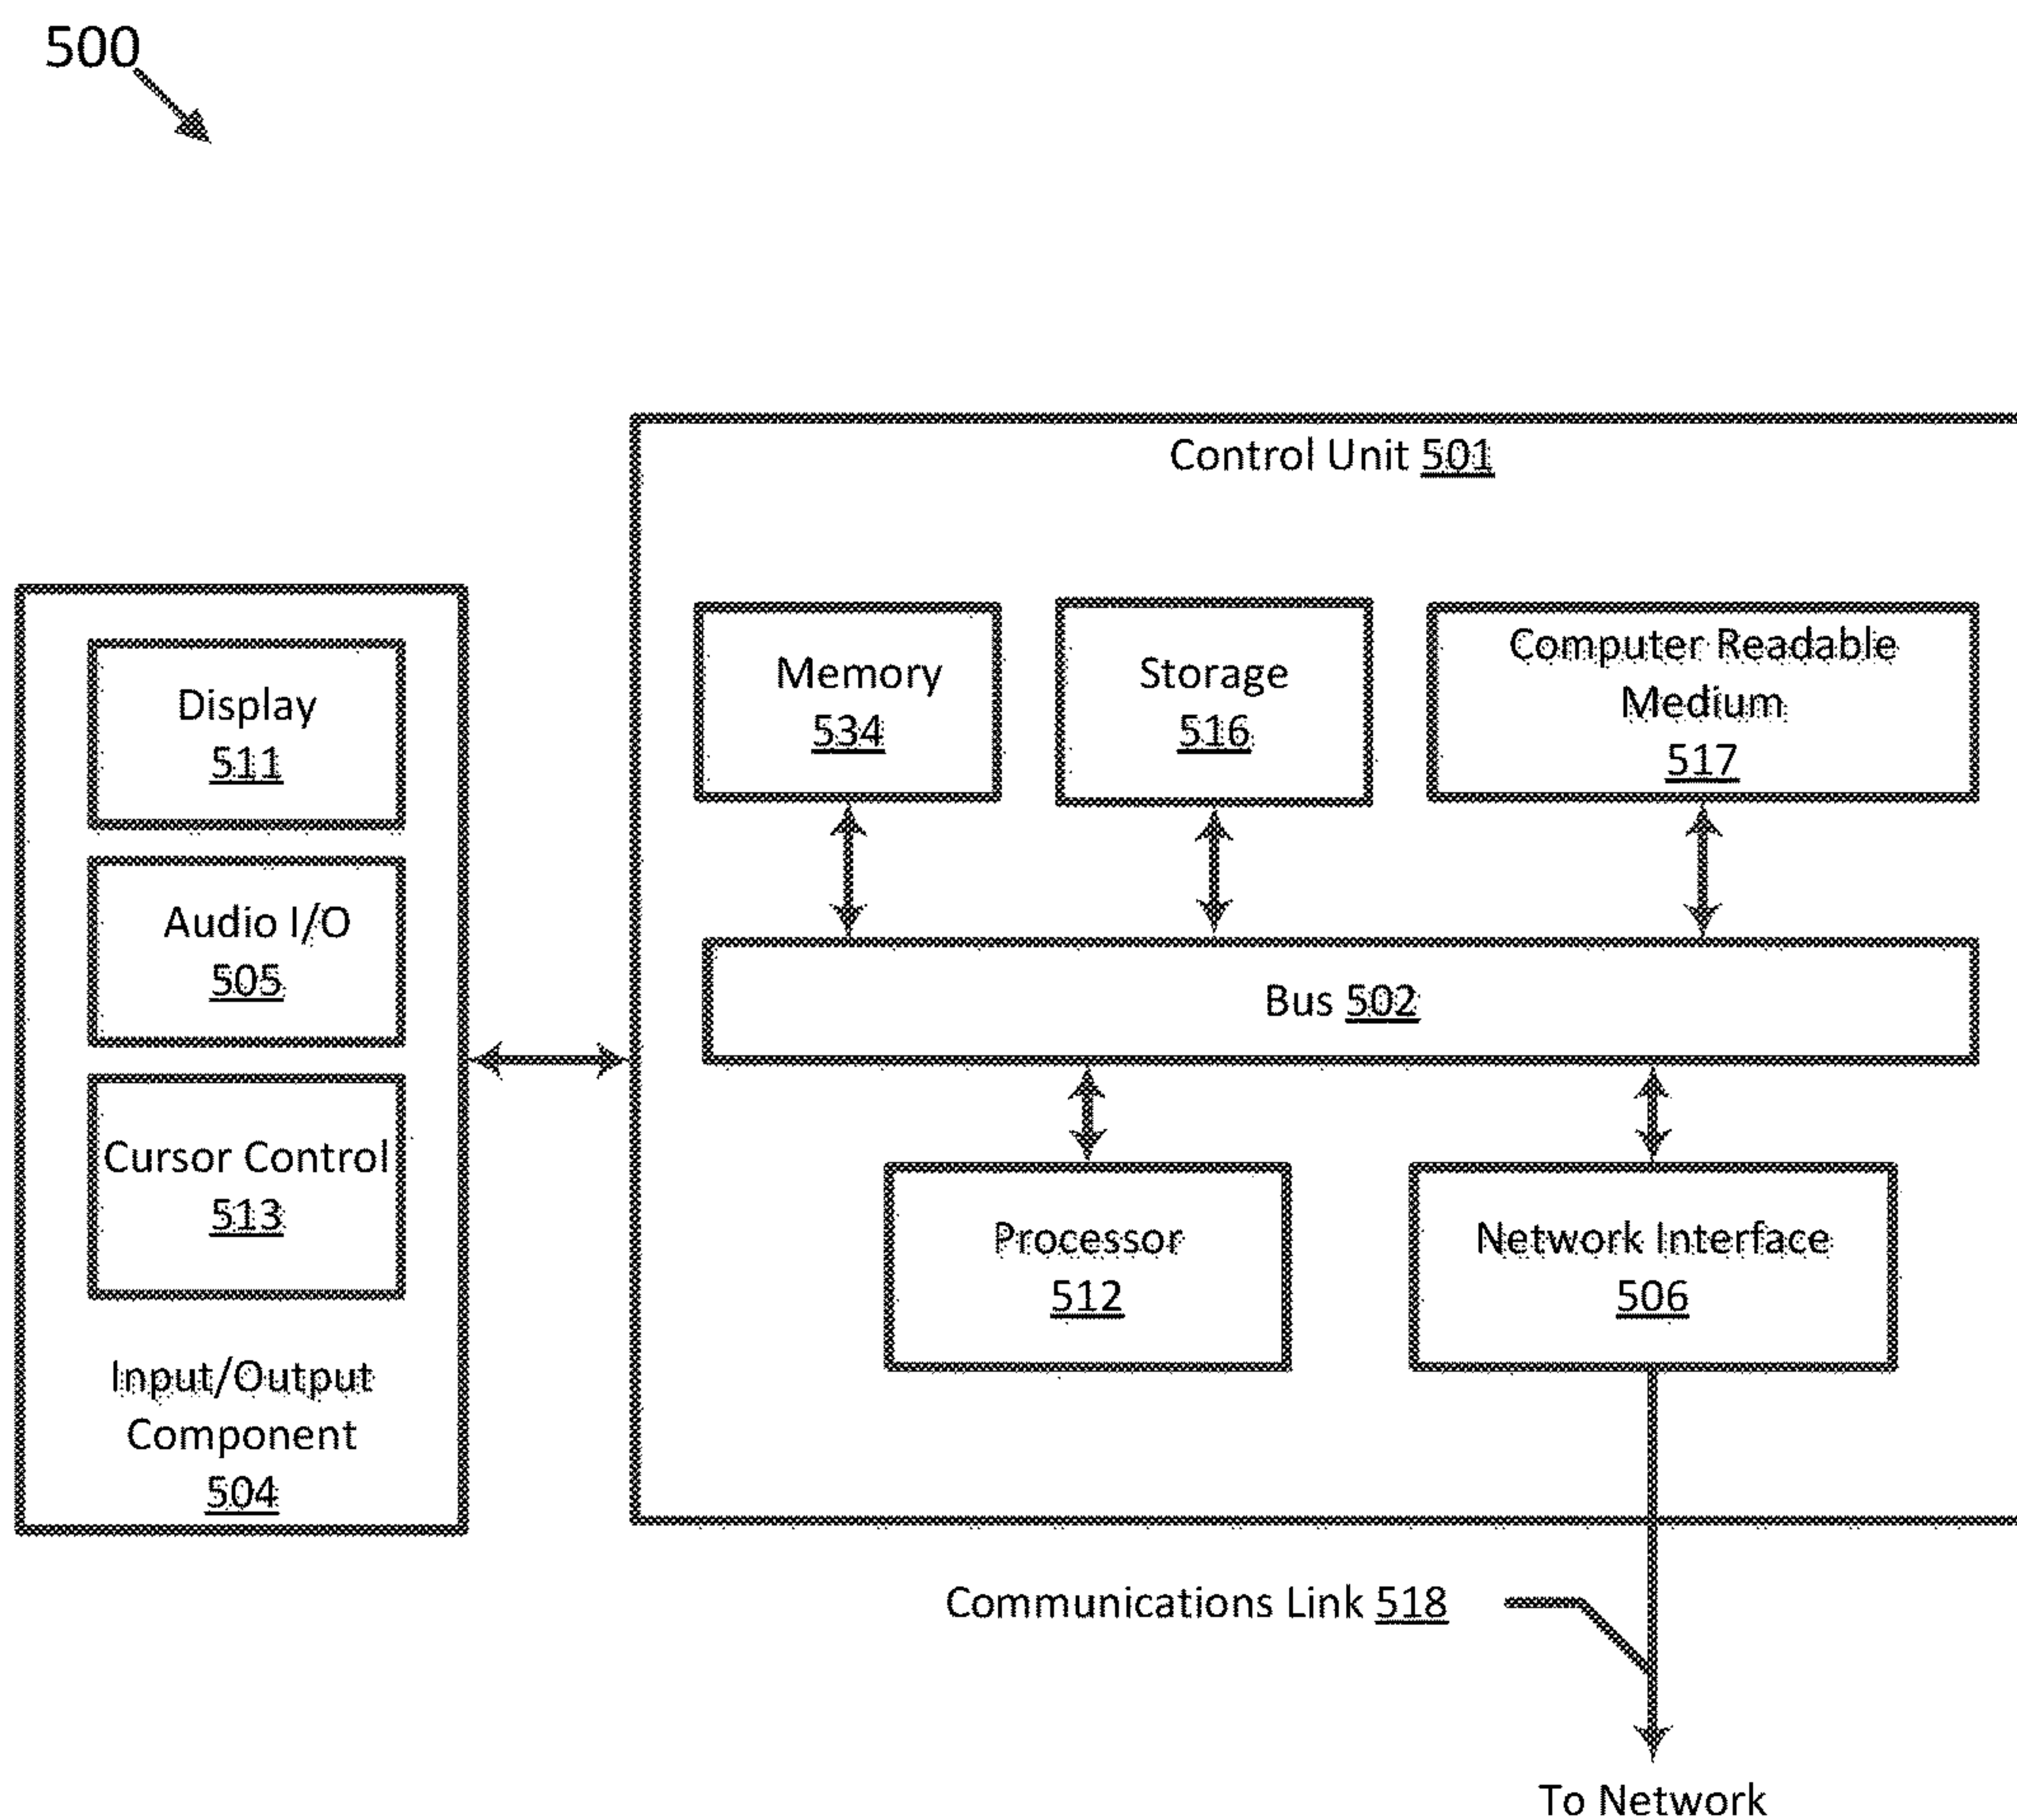 500
Control Unit 501
Display
511
Audio I/O
505
Cursor Control
513
Input/Output
Component
504
Memory
534
Storage
516
Computer Readable
Medium
517
Bus 502
Processor
512
Network Interface
506
Communications Link 518
To Network